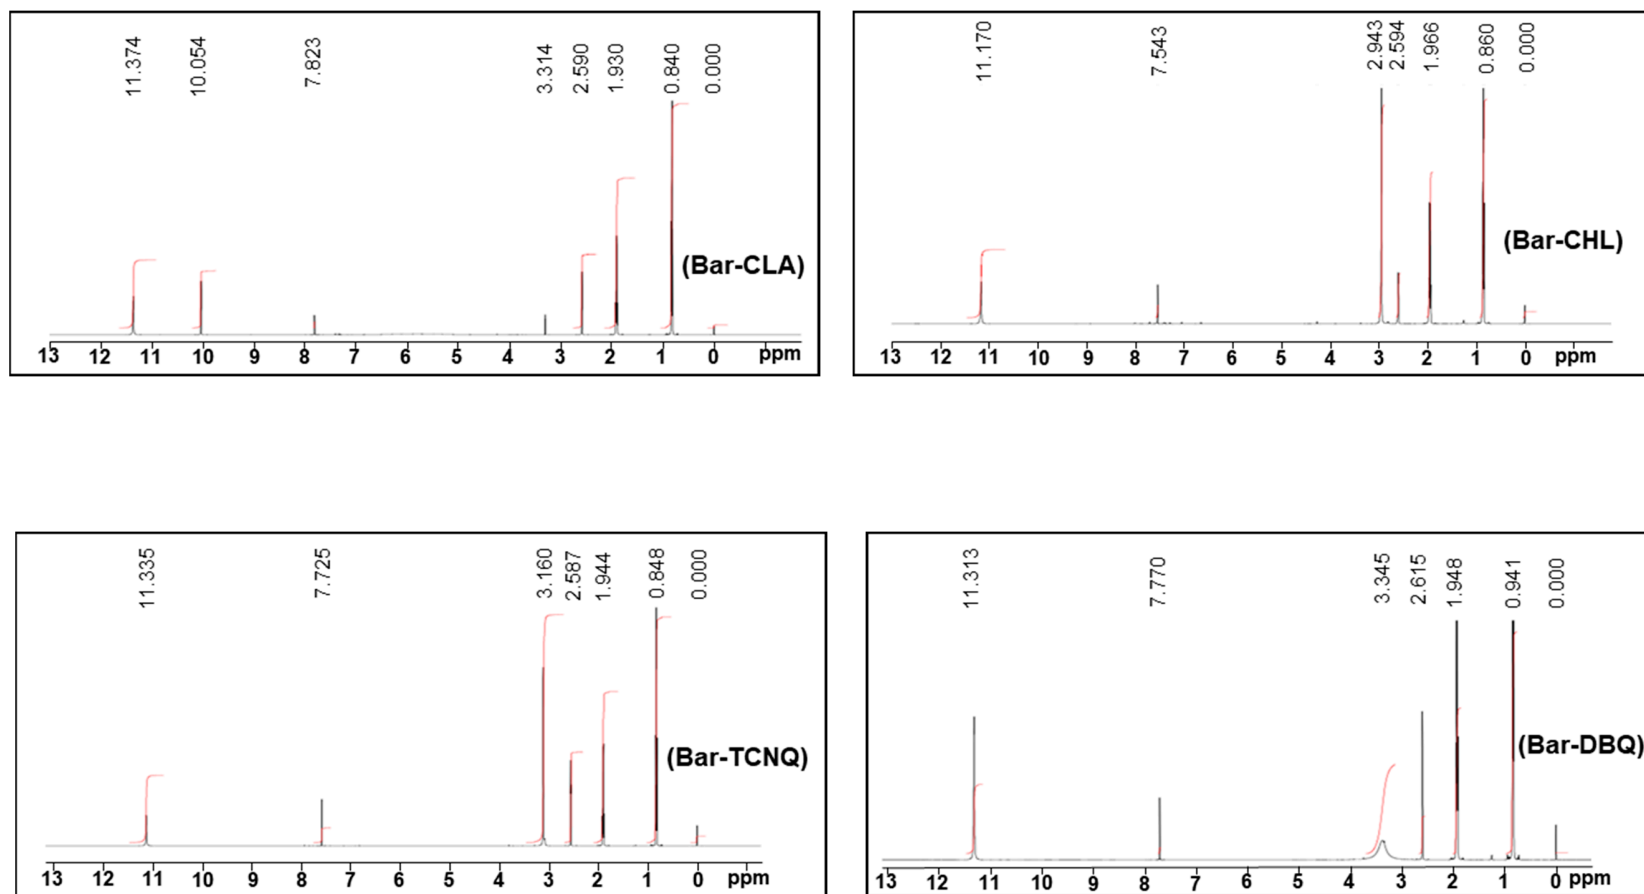 11.374 10.054 7.823 3.314 2.590 1.930 0.840 0.000
(Bar-CLA)
13 12 11 10 9 8 7 6 5 4 3 2 1 0 ppm
11.170 7.543 2.943 2.594 1.966 0.860 0.000
(Bar-CHL)
13 12 11 10 9 8 7 6 5 4 3 2 1 0 ppm
11.335 7.725 3.160 2.587 1.944 0.848 0.000
(Bar-TCNQ)
13 12 11 10 9 8 7 6 5 4 3 2 1 0 ppm
11.313 7.770 3.345 2.615 1.948 0.941 0.000
(Bar-DBQ)
13 12 11 10 9 8 7 6 5 4 3 2 1 0 ppm